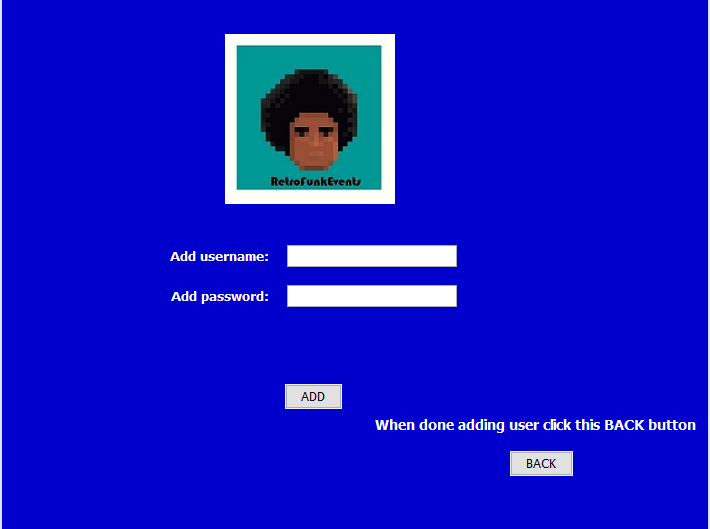 RetroFunkEvents
Add username:
Add password:
ADD
When done adding user click this BACK button
BACK